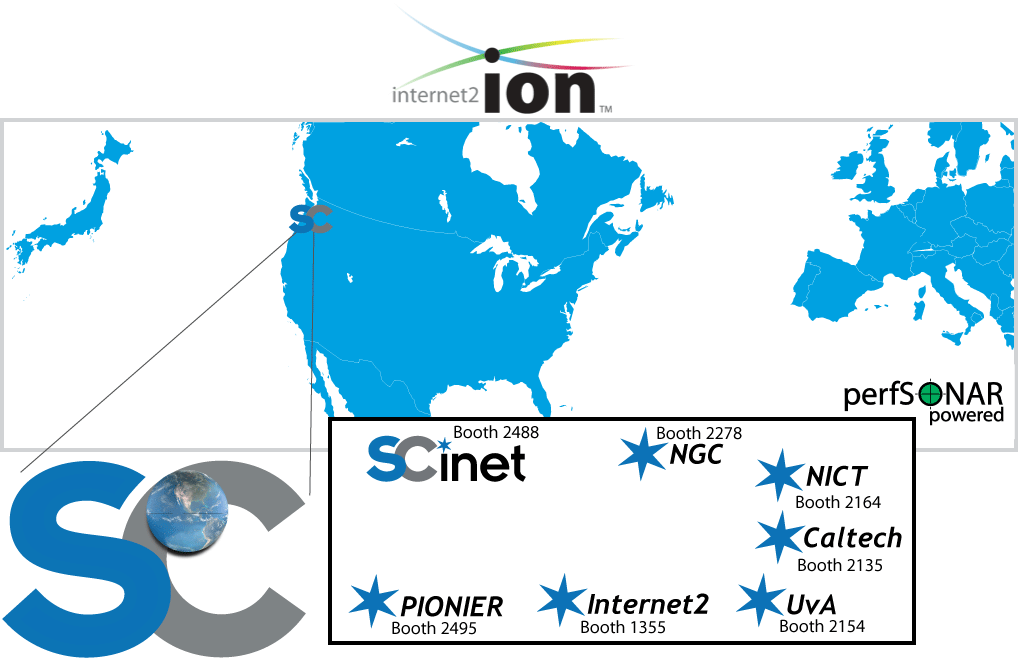 internet2 ion™
SC
perfSONAR
powered
SCinet
Booth 2488
Booth 2278
NGC
NICT
Booth 2164
Caltech
Booth 2135
PIONIER
Booth 2495
Internet2
Booth 1355
UvA
Booth 2154
SC